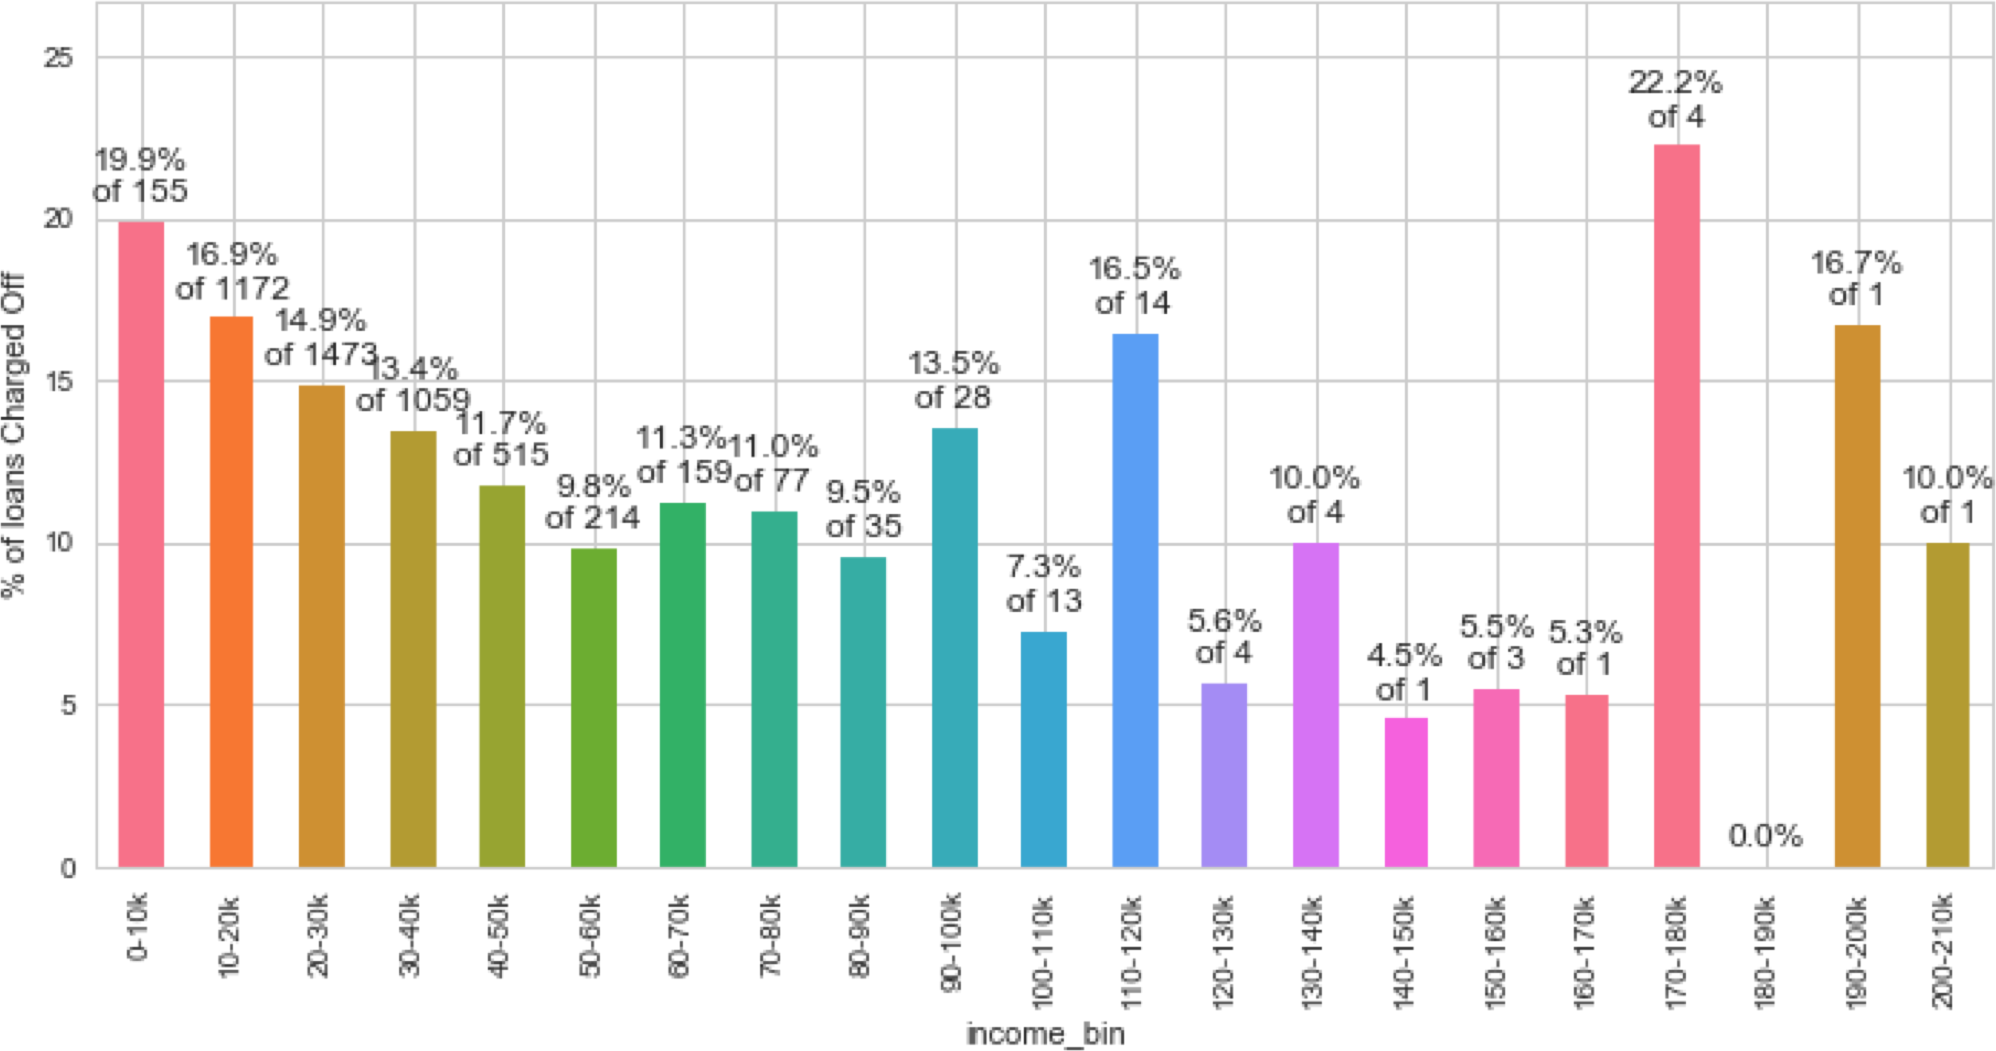 % of loans Charged Off
25
20
15
10
5
0
19.9%
of 155
16.9%
of 1172
14.9%
of 1473
13.4%
of 1059
11.7%
of 515
9.8%
of 214
11.3%
of 159
11.0%
of 77
9.5%
of 35
13.5%
of 28
7.3%
of 13
16.5%
of 14
5.6%
of 4
10.0%
of 4
4.5%
of 1
5.5%
of 3
5.3%
of 1
22.2%
of 4
0.0%
16.7%
of 1
10.0%
of 1
0-10k
10-20k
20-30k
30-40k
40-50k
50-60k
60-70k
70-80k
80-90k
90-100k
100-110k
110-120k
120-130k
130-140k
140-150k
150-160k
160-170k
170-180k
180-190k
190-200k
200-210k
income_bin